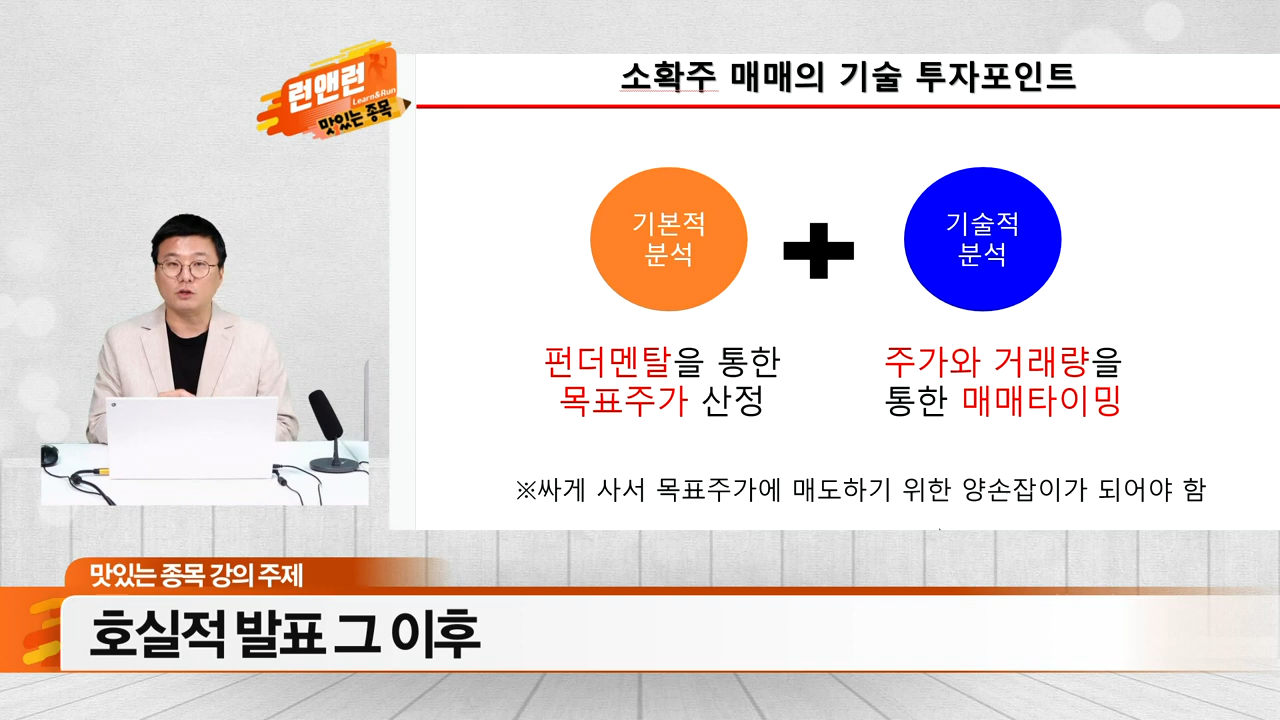 런앤런
Learn&Run
맛있는 종목
소확주 매매의 기술 투자포인트
기본적
분석
기술적
분석
펀더멘탈을 통한
목표주가 산정
주가와 거래량을
통한 매매타이밍
※싸게 사서 목표주가에 매도하기 위한 양손잡이가 되어야 함
맛있는 종목 강의 주제
호실적 발표 그 이후